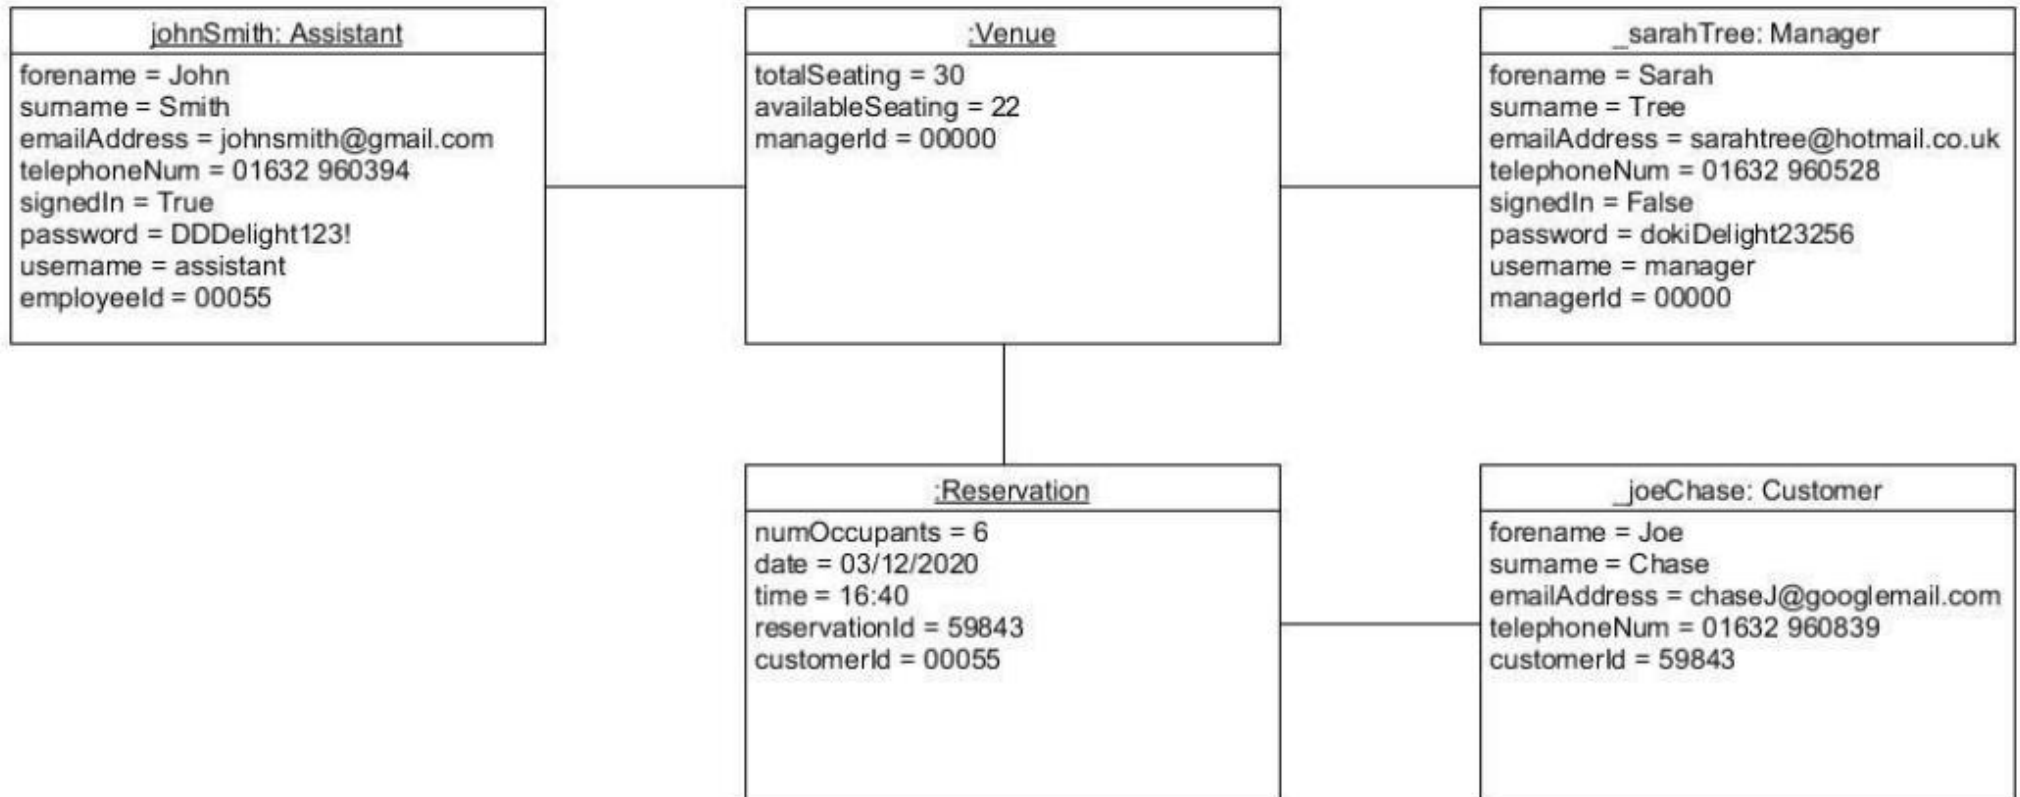 johnSmith: Assistant
forename = John
surname = Smith
emailAddress = johnsmith@gmail.com
telephoneNum = 01632 960394
signedIn = True
password = DDDelight123!
username = assistant
employeeId = 00055
:Venue
totalSeating = 30
availableSeating = 22
managerId = 00000
_sarahTree: Manager
forename = Sarah
surname = Tree
emailAddress = sarahtree@hotmail.co.uk
telephoneNum = 01632 960528
signedIn = False
password = dokiDelight23256
username = manager
managerId = 00000
:Reservation
numOccupants = 6
date = 03/12/2020
time = 16:40
reservationId = 59843
customerId = 00055
_joeChase: Customer
forename = Joe
surname = Chase
emailAddress = chaseJ@googlemail.com
telephoneNum = 01632 960839
customerId = 59843